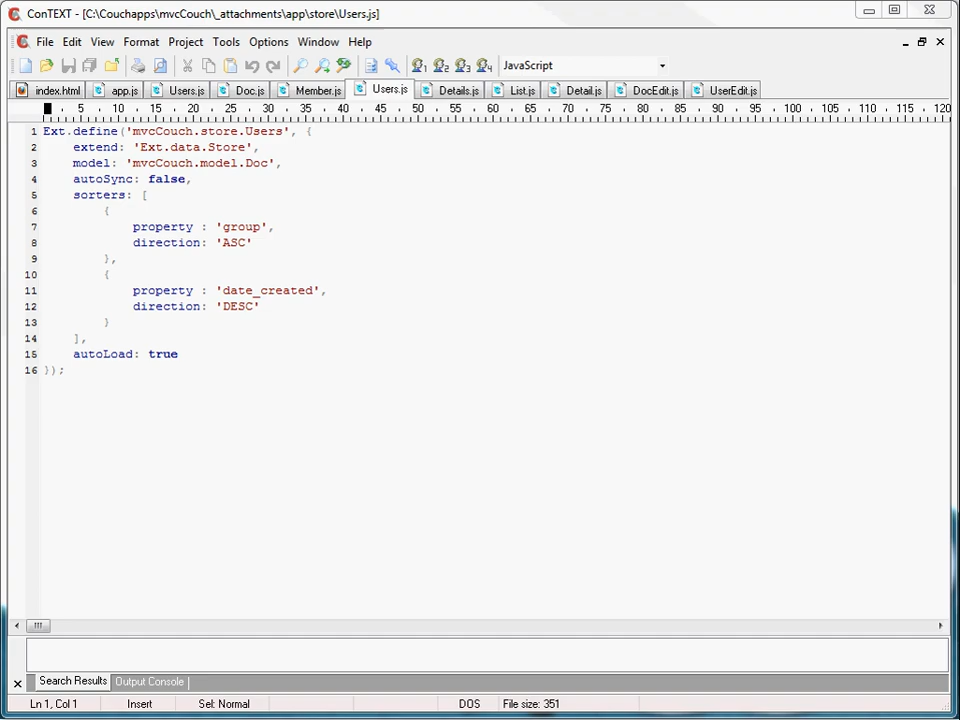 ConTEXT - [C:\Couchapps\mvcCouch\_attachments\app\store\Users.js]
File Edit View Format Project Tools Options Window Help
1 2 3 4 JavaScript
index.html app.js Users.js Doc.js Member.js Users.js Details.js List.js Detail.js DocEdit.js UserEdit.js
5 10 15 20 25 30 35 40 45 50 55 60 65 70 75 80 85 90 95 100 105 110 115 120
1 Ext.define('mvcCouch.store.Users', {
2 extend: 'Ext.data.Store',
3 model: 'mvcCouch.model.Doc',
4 autoSync: false,
5 sorters: [
6 {
7 property : 'group',
8 direction: 'ASC'
9 },
10 {
11 property : 'date_created',
12 direction: 'DESC'
13 }
14 ],
15 autoLoad: true
16 });
Search Results Output Console
Ln 1, Col 1 Insert Sel: Normal DOS File size: 351